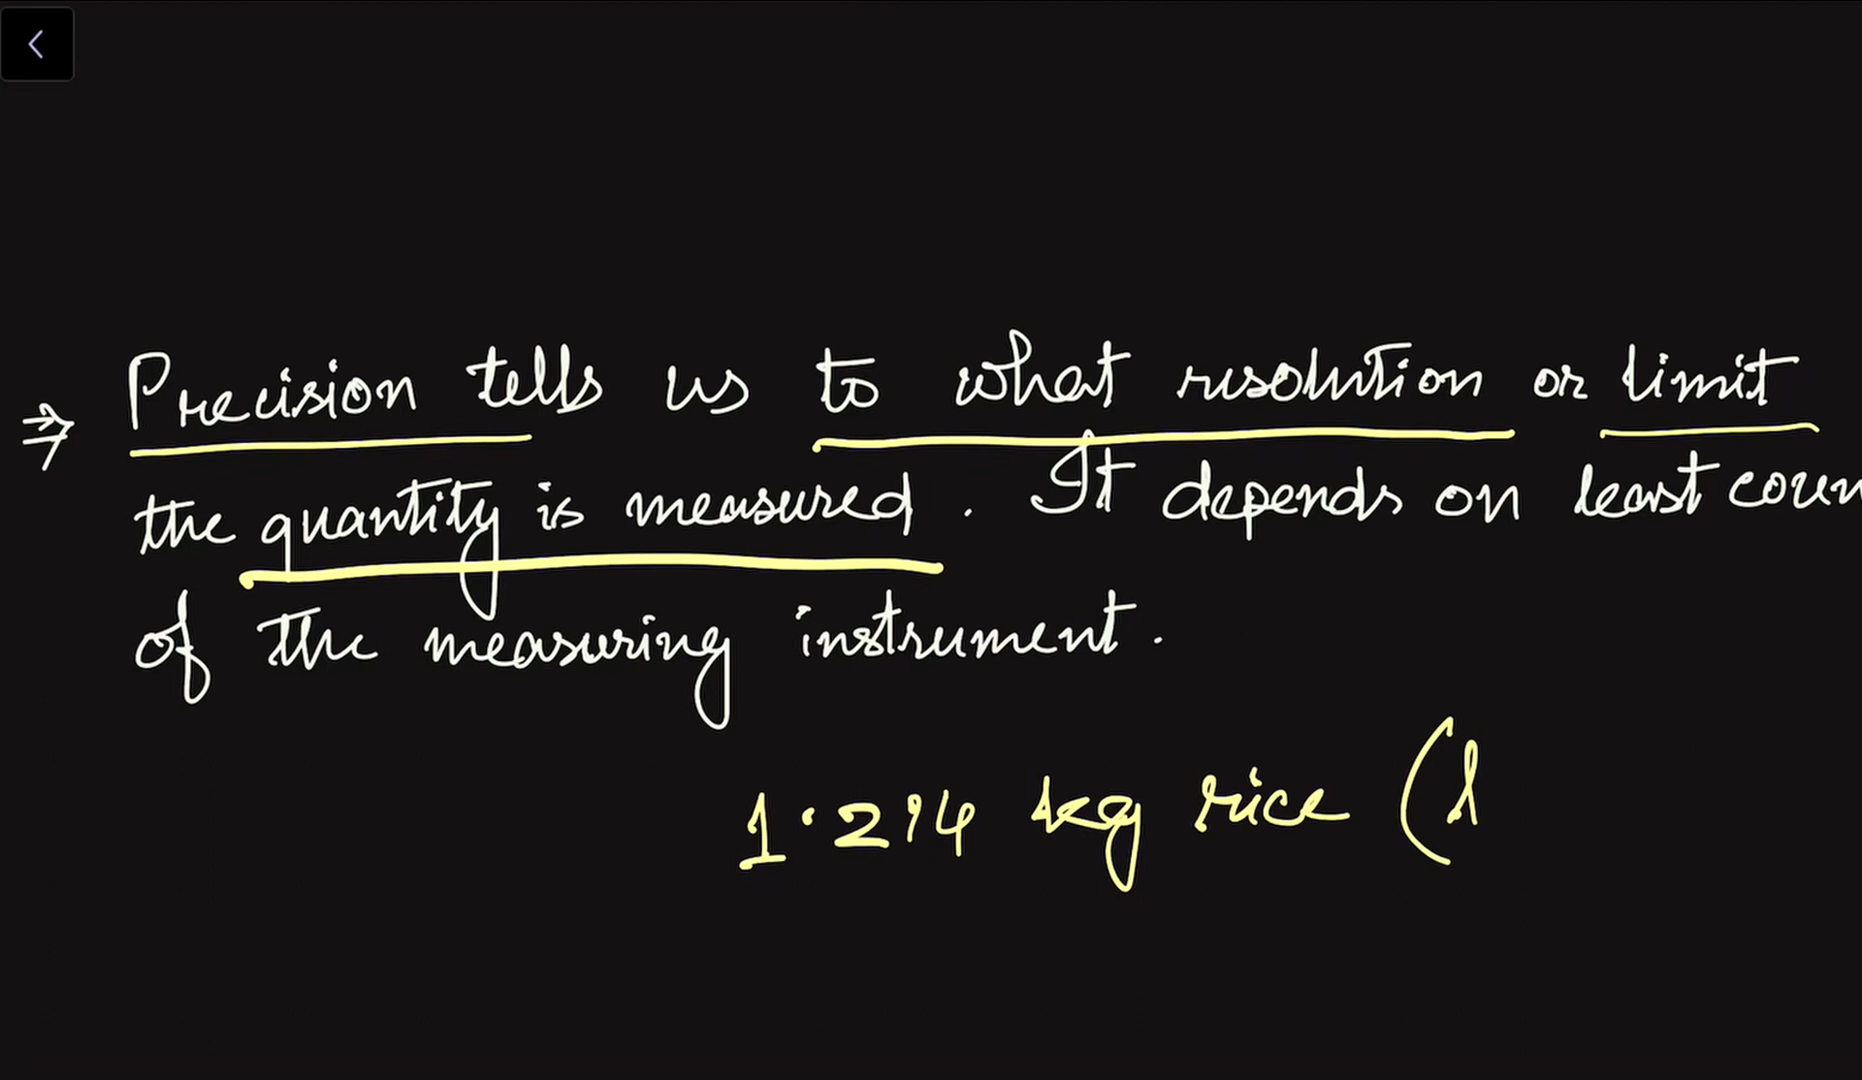 ⇒ Precision tells us to what resolution or limit
the quantity is measured. It depends on least coun
of the measuring instrument.
1.294 kg rice (